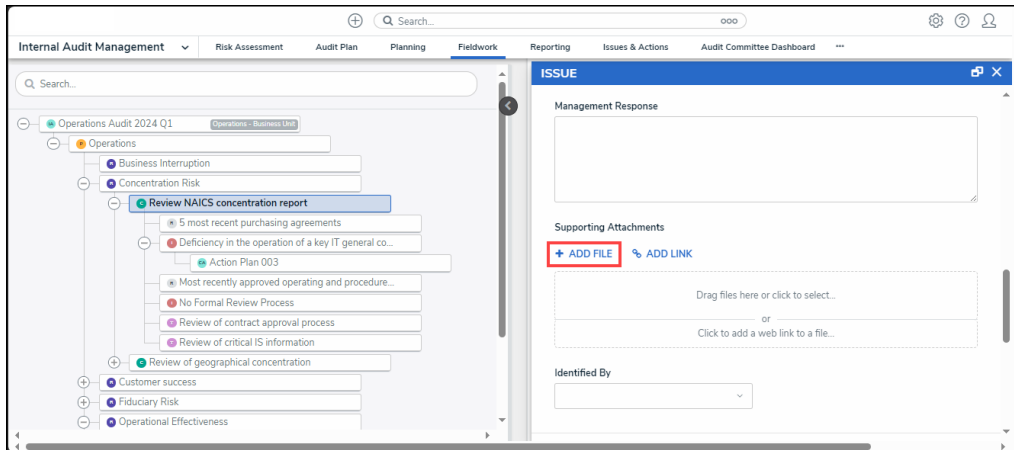 Search...
Internal Audit Management
Risk Assessment
Audit Plan
Planning
Fieldwork
Reporting
Issues & Actions
Audit Committee Dashboard
Search...
Operations Audit 2024 Q1
Operations - Business Unit
Operations
Business Interruption
Concentration Risk
Review NAICS concentration report
5 most recent purchasing agreements
Deficiency in the operation of a key IT general co...
Action Plan 003
Most recently approved operating and procedure...
No Formal Review Process
Review of contract approval process
Review of critical IS information
Review of geographical concentration
Customer success
Fiduciary Risk
Operational Effectiveness
ISSUE
Management Response
Supporting Attachments
+ ADD FILE
ADD LINK
Drag files here or click to select...
or
Click to add a web link to a file...
Identified By